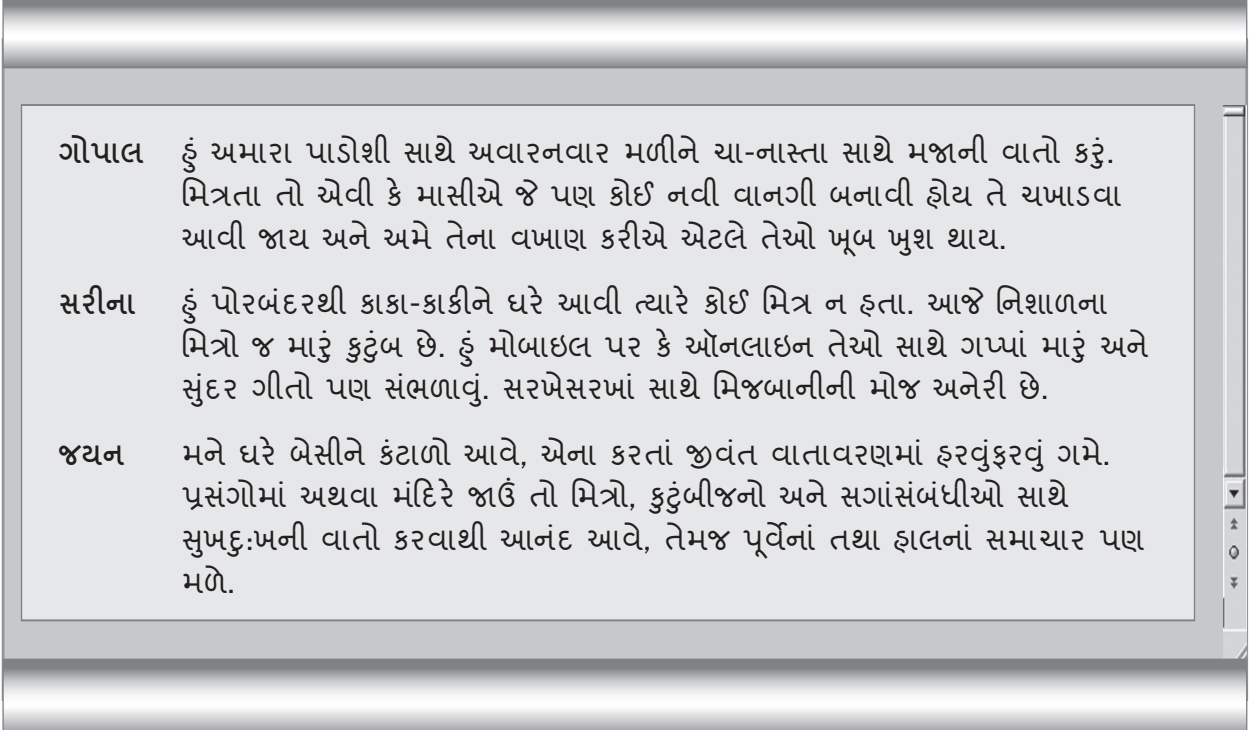 ગોપાલ હું અમારા પાડોશી સાથે અવારનવાર મળીને ચા-નાસ્તા સાથે મજાની વાતો કરું.
મિત્રતા તો એવી કે માસીએ જે પણ કોઈ નવી વાનગી બનાવી હોય તે ચખાડવા
આવી જાય અને અમે તેના વખાણ કરીએ એટલે તેઓ ખૂબ ખુશ થાય.
સરીના હું પોરબંદરથી કાકા-કાકીને ઘરે આવી ત્યારે કોઈ મિત્ર ન હતા. આજે નિશાળના
મિત્રો જ મારું કુટુંબ છે. હું મોબાઇલ પર કે ઑનલાઇન તેઓ સાથે ગપ્પાં મારું અને
સુંદર ગીતો પણ સંભળાવું. સરખેસરખાં સાથે મિજબાનીની મોજ અનેરી છે.
જયન મને ઘરે બેસીને કંટાળો આવે, એના કરતાં જીવંત વાતાવરણમાં હરવુંફરવું ગમે.
પ્રસંગોમાં અથવા મંદિરે જાઉં તો મિત્રો, કુટુંબીજનો અને સગાંસંબંધીઓ સાથે
સુખદુ:ખની વાતો કરવાથી આનંદ આવે, તેમજ પૂર્વેનાં તથા હાલનાં સમાચાર પણ
મળે.